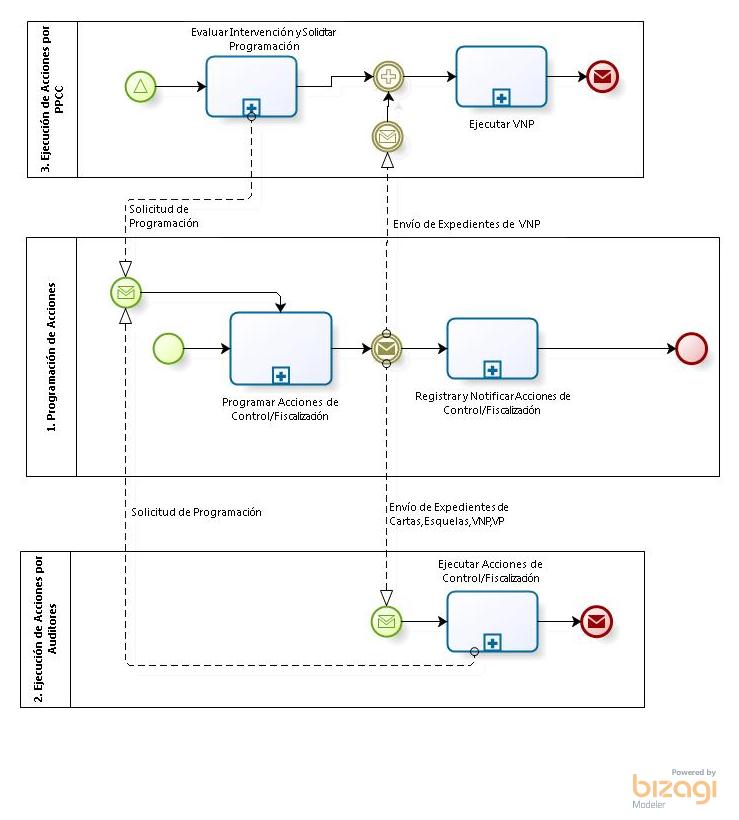 3. Ejecución de Acciones por
PPCC
Evaluar Intervención y Solicitar
Programación
Ejecutar VNP
Solicitud de
Programación
Envío de Expedientes de VNP
1. Programación de Acciones
Programar Acciones de
Control/Fiscalización
Registrar y Notificar Acciones de
Control/Fiscalización
Solicitud de Programación
Envío de Expedientes de
Cartas,Esquelas,VNP,VP
2. Ejecución de Acciones por
Auditores
Ejecutar Acciones de
Control/Fiscalización
Powered by
bizagi
Modeler